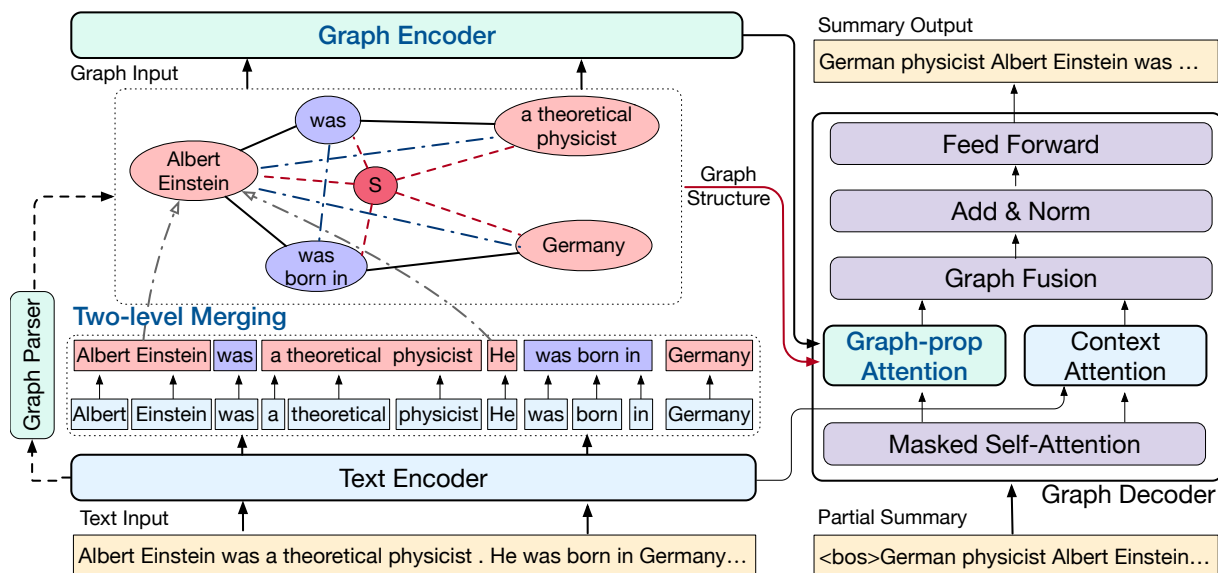 Graph Encoder
Graph Input
was
a theoretical
physicist
Albert
Einstein
S
Germany
was
born in
Graph
Structure
Graph Parser
Two-level Merging
Albert Einstein was a theoretical physicist He was born in Germany
Albert Einstein was a theoretical physicist He was born in Germany
Text Encoder
Text Input
Albert Einstein was a theoretical physicist . He was born in Germany...
Summary Output
German physicist Albert Einstein was ...
Feed Forward
Add & Norm
Graph Fusion
Graph-prop
Attention
Context
Attention
Masked Self-Attention
Graph Decoder
Partial Summary
<bos>German physicist Albert Einstein...